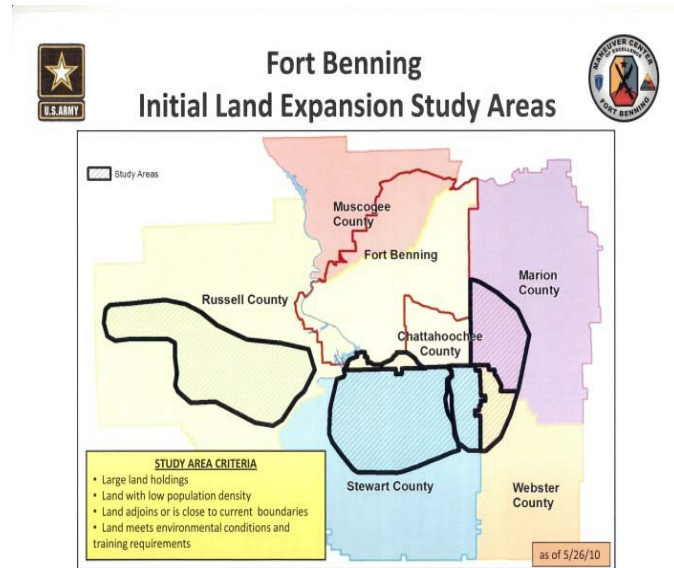 Fort Benning
Initial Land Expansion Study Areas
U.S.ARMY
MANEUVER CENTER
OF EXCELLENCE
FORT BENNING
Study Areas
Muscogee
County
Fort Benning
Marion
County
Russell County
Chattahoochee
County
STUDY AREA CRITERIA
• Large land holdings
• Land with low population density
• Land adjoins or is close to current boundaries
• Land meets environmental conditions and
training requirements
Stewart County
Webster
County
as of 5/26/10